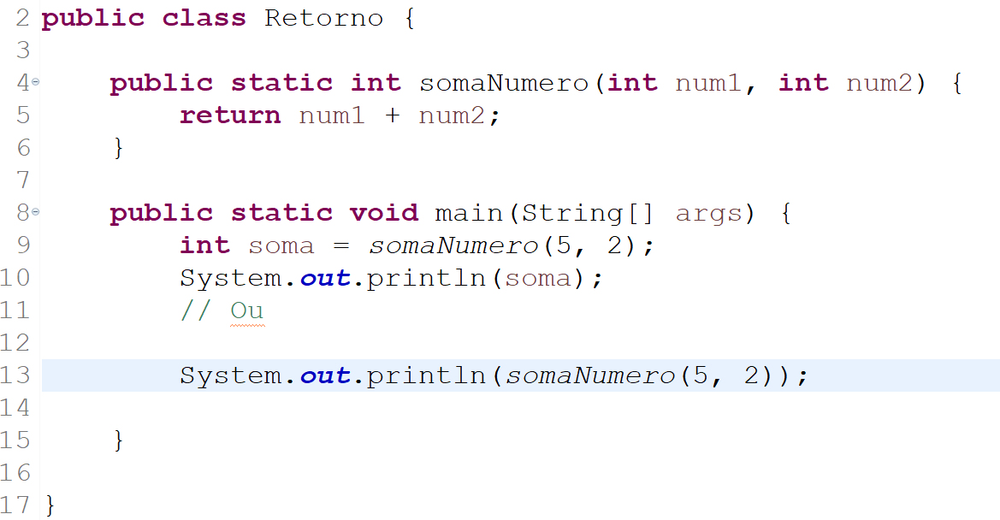 2 public class Retorno {
3
4 public static int somaNumero(int num1, int num2) {
5 return num1 + num2;
6 }
7
8 public static void main(String[] args) {
9 int soma = somaNumero(5, 2);
10 System.out.println(soma);
11 // Ou
12
13 System.out.println(somaNumero(5, 2));
14
15 }
16
17 }